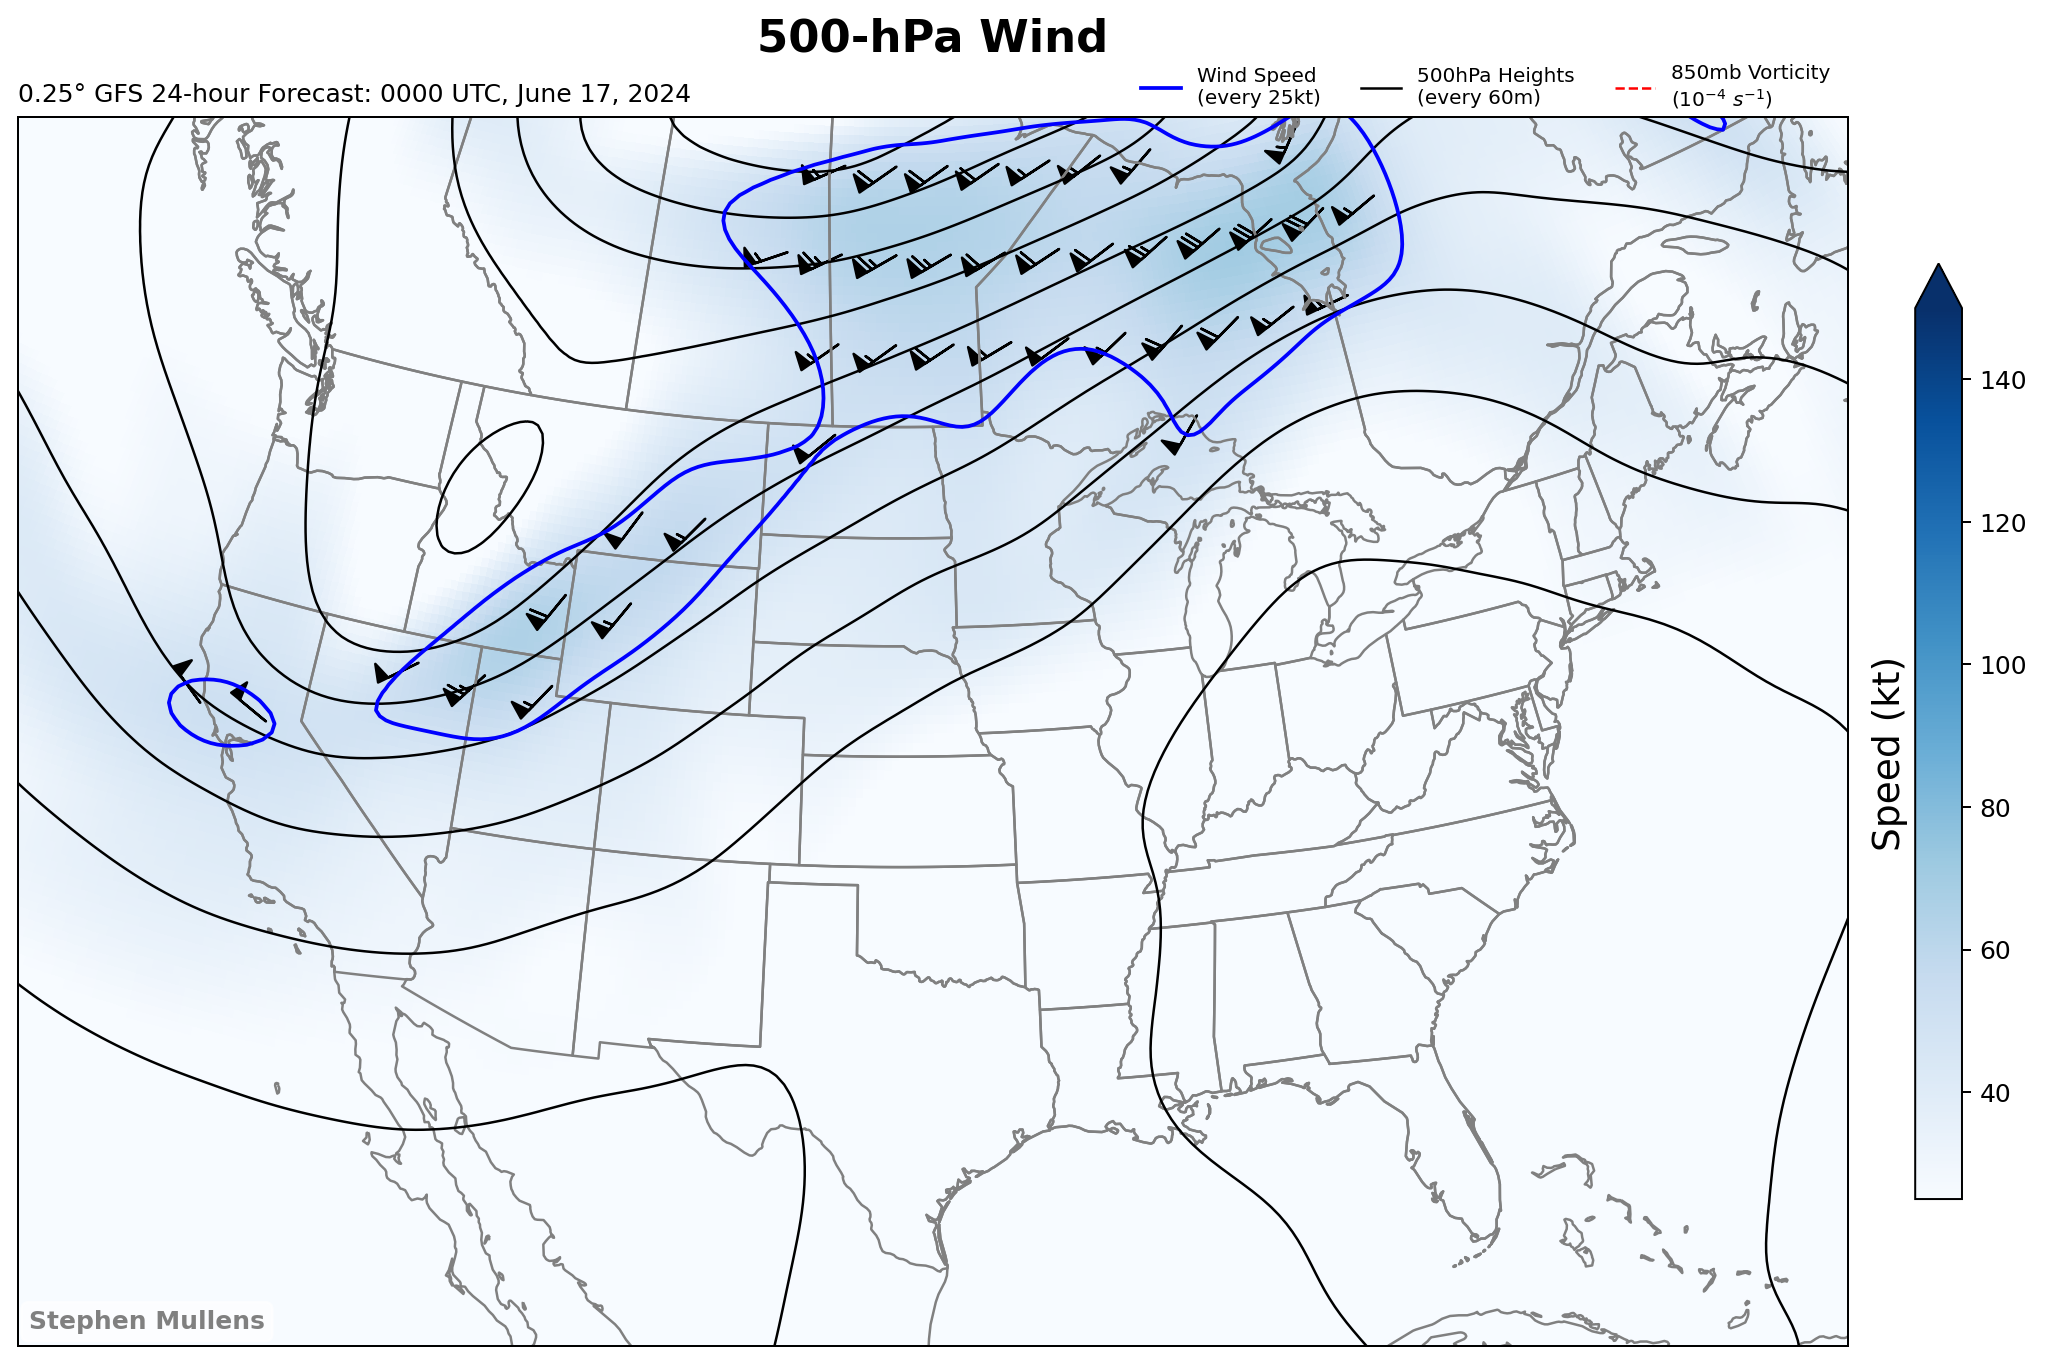 500-hPa Wind
0.25° GFS 24-hour Forecast: 0000 UTC, June 17, 2024
Wind Speed
(every 25kt)
500hPa Heights
(every 60m)
850mb Vorticity
(10⁻⁴ s⁻¹)
140
120
100
80
60
40
Speed (kt)
Stephen Mullens